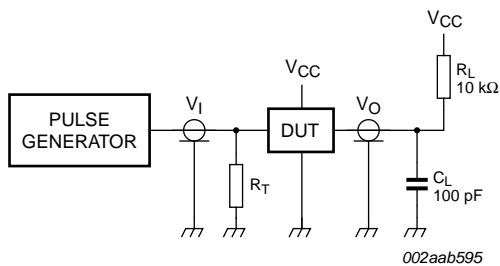 VCC
RL
10 kΩ
VCC
PULSE
GENERATOR
VI
DUT
VO
RT
CL
100 pF
002aab595